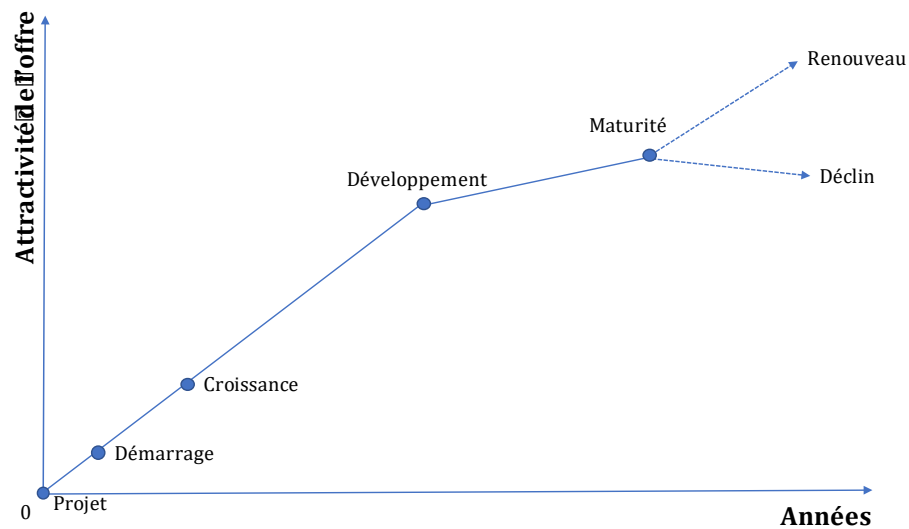 Attractivité de l'offre
Renouveau
Maturité
Développement
Déclin
Croissance
Démarrage
Projet
0
Années